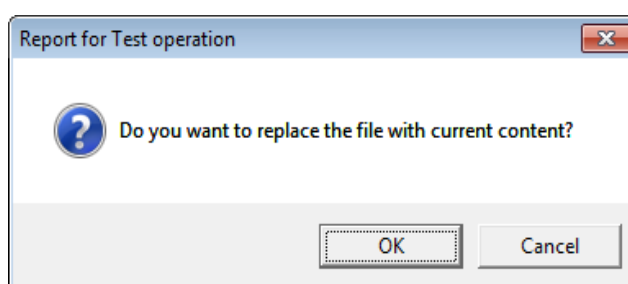 Report for Test operation
Do you want to replace the file with current content?
OK Cancel